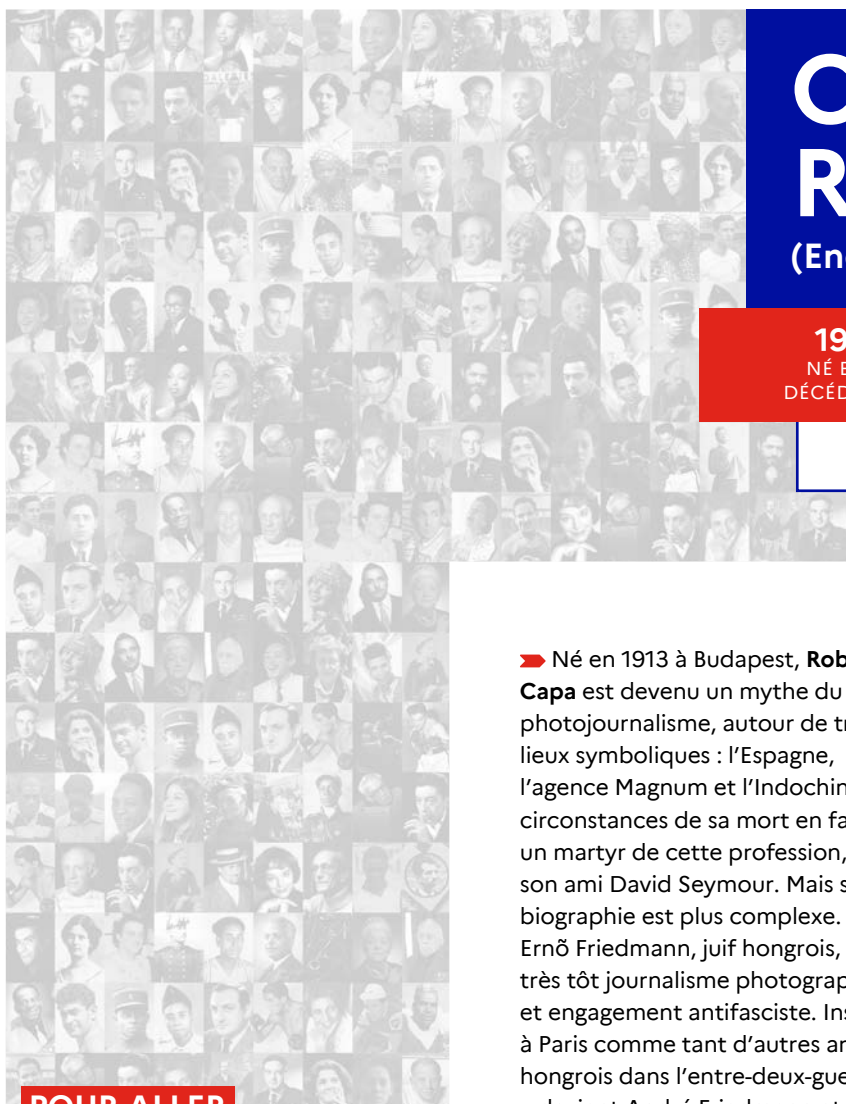 C
R
(En
19
NÉ E
DÉCÉD
Né en 1913 à Budapest, Rob
Capa est devenu un mythe du
photojournalisme, autour de tr
lieux symboliques : l’Espagne,
l’agence Magnum et l’Indochin
circonstances de sa mort en fa
un martyr de cette profession,
son ami David Seymour. Mais s
biographie est plus complexe.
Ernõ Friedmann, juif hongrois,
très tôt journalisme photograp
et engagement antifasciste. Ins
à Paris comme tant d’autres ar
hongrois dans l’entre-deux-gue
POUR ALLER